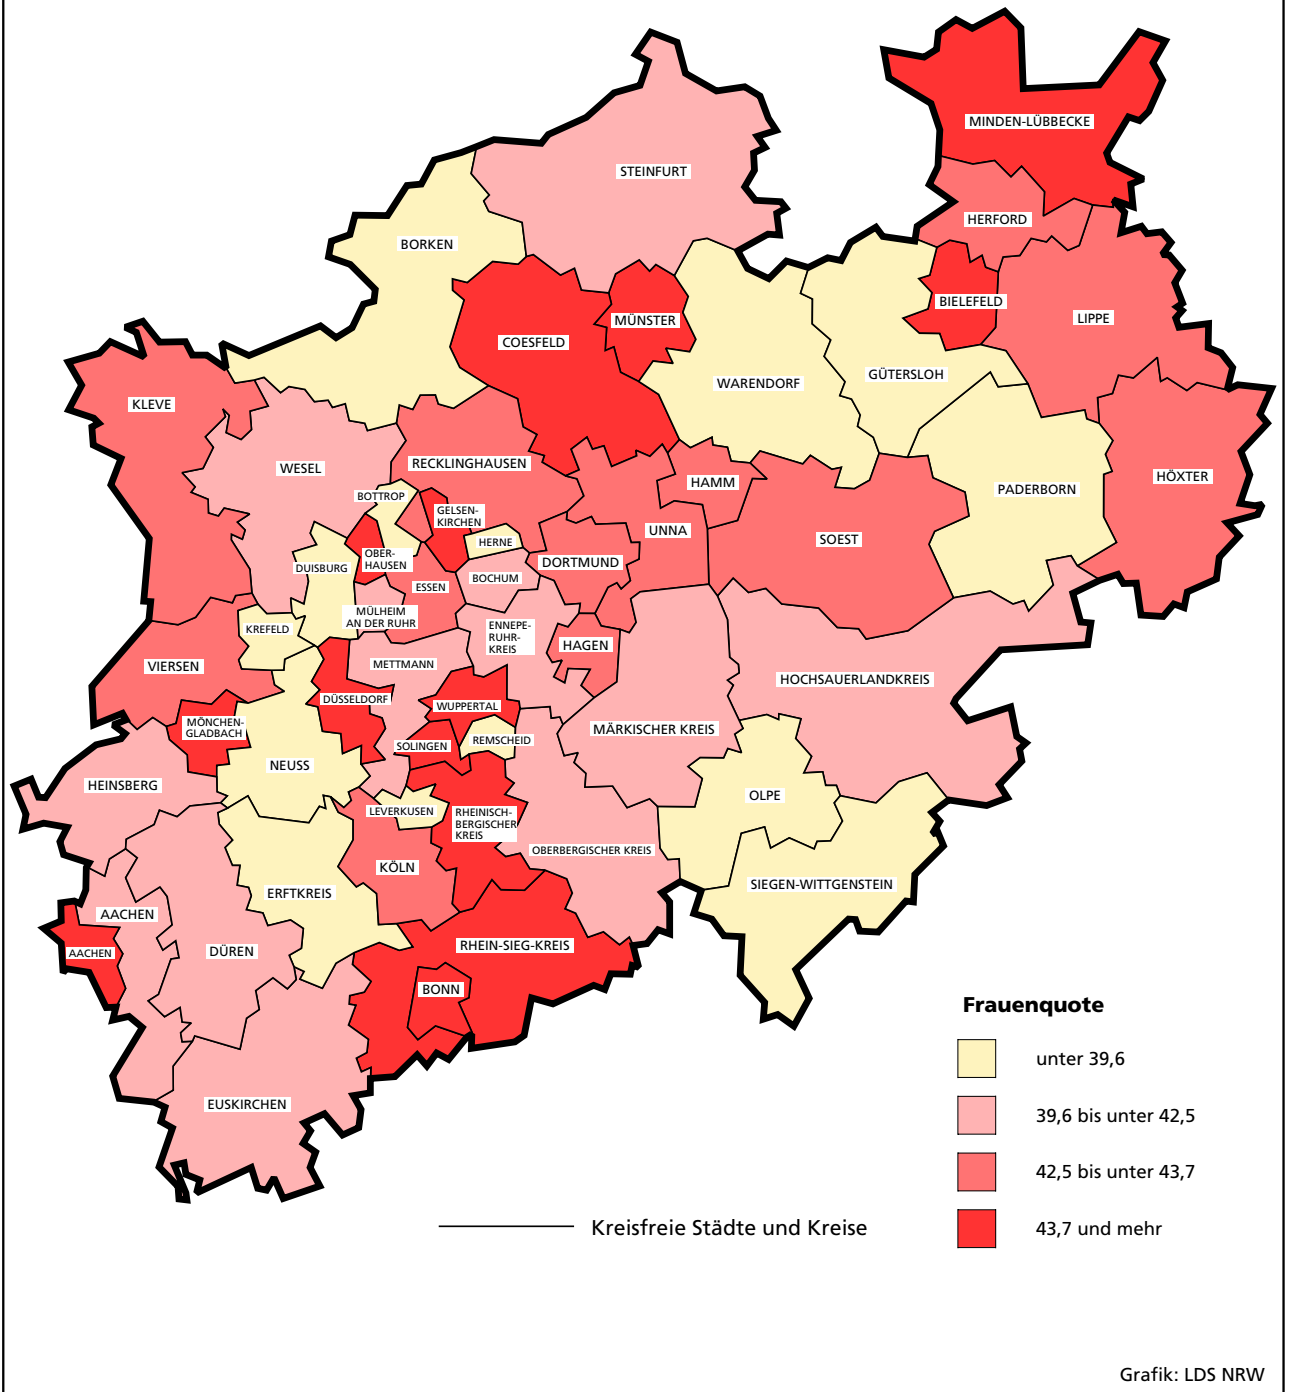 MINDEN-LÜBBECKE
STEINFURT
HERFORD
BORKEN
BIELEFELD
LIPPE
MÜNSTER
COESFELD
GÜTERSLOH
WARENDORF
KLEVE
RECKLINGHAUSEN
WESEL
HÖXTER
HAMM
PADERBORN
BOTTROP
GELSEN-
KIRCHEN
UNNA
SOEST
HERNE
OBER-
HAUSEN
DORTMUND
DUISBURG
BOCHUM
ESSEN
MÜLHEIM
AN DER RUHR
KREFELD
ENNEPE-
RUHR-
KREIS
HAGEN
VIERSEN
METTMANN
HOCHSAUERLANDKREIS
DÜSSELDORF
WUPPERTAL
MÖNCHEN-
GLADBACH
MÄRKISCHER KREIS
SOLINGEN
REMSCHEID
NEUSS
HEINSBERG
OLPE
LEVERKUSEN
RHEINISCH-
BERGISCHER
KREIS
OBERBERGISCHER KREIS
KÖLN
SIEGEN-WITTGENSTEIN
ERFTKREIS
AACHEN
RHEIN-SIEG-KREIS
DÜREN
AACHEN
BONN
EUSKIRCHEN
Frauenquote
unter 39,6
39,6 bis unter 42,5
42,5 bis unter 43,7
43,7 und mehr
Kreisfreie Städte und Kreise
Grafik: LDS NRW